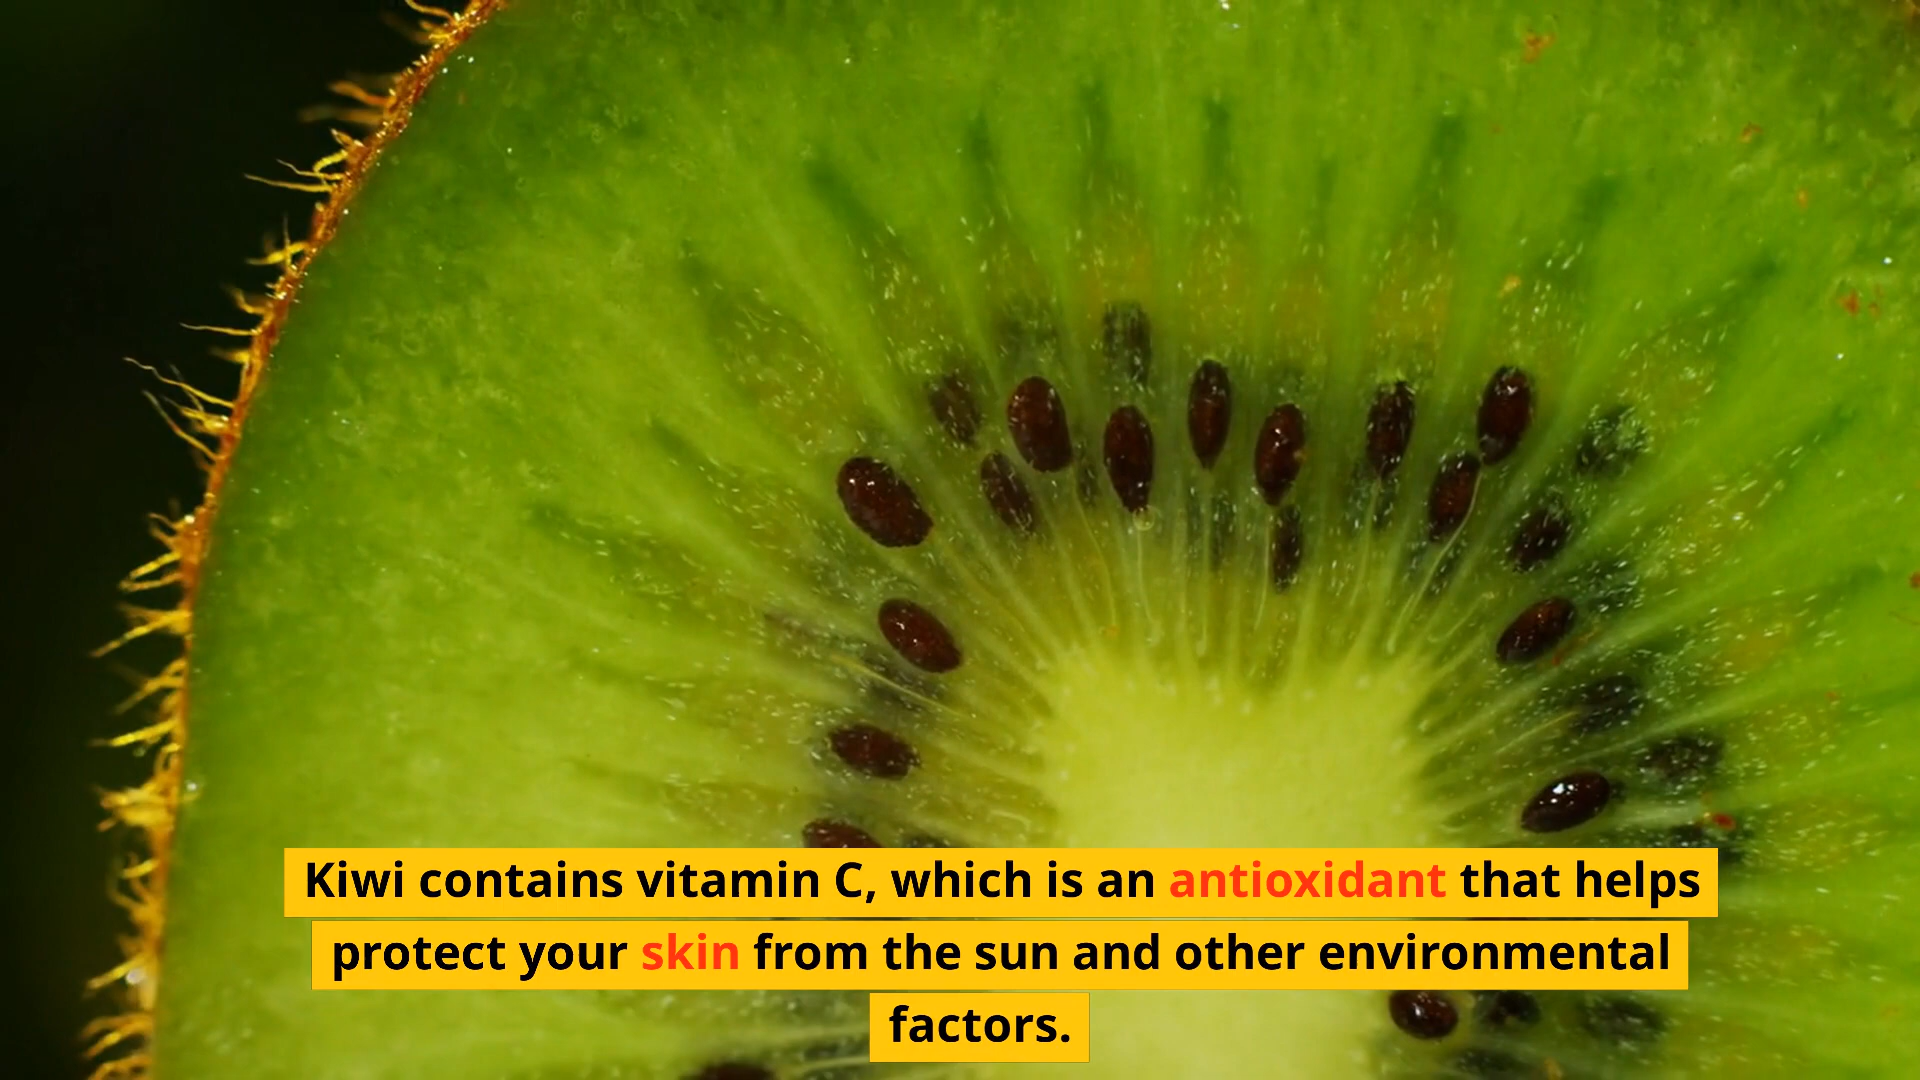 Kiwi contains vitamin C, which is an antioxidant that helps
protect your skin from the sun and other environmental
factors.